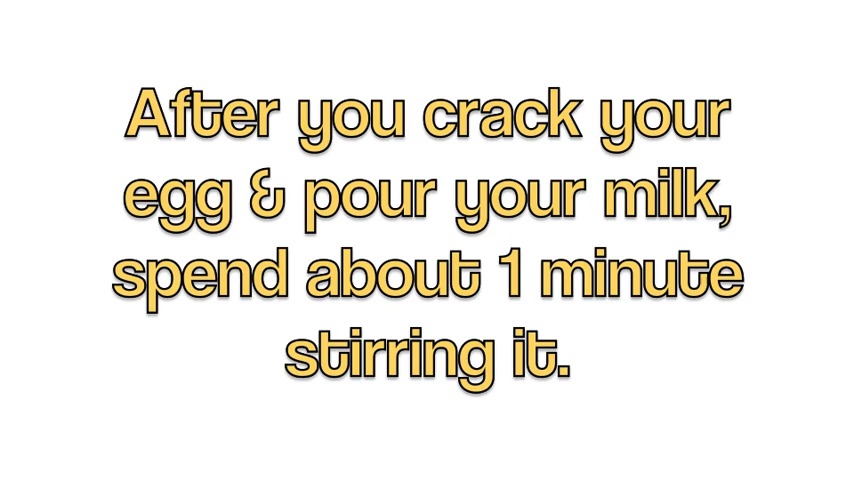 After you crack your
egg & pour your milk,
spend about 1 minute
stirring it.